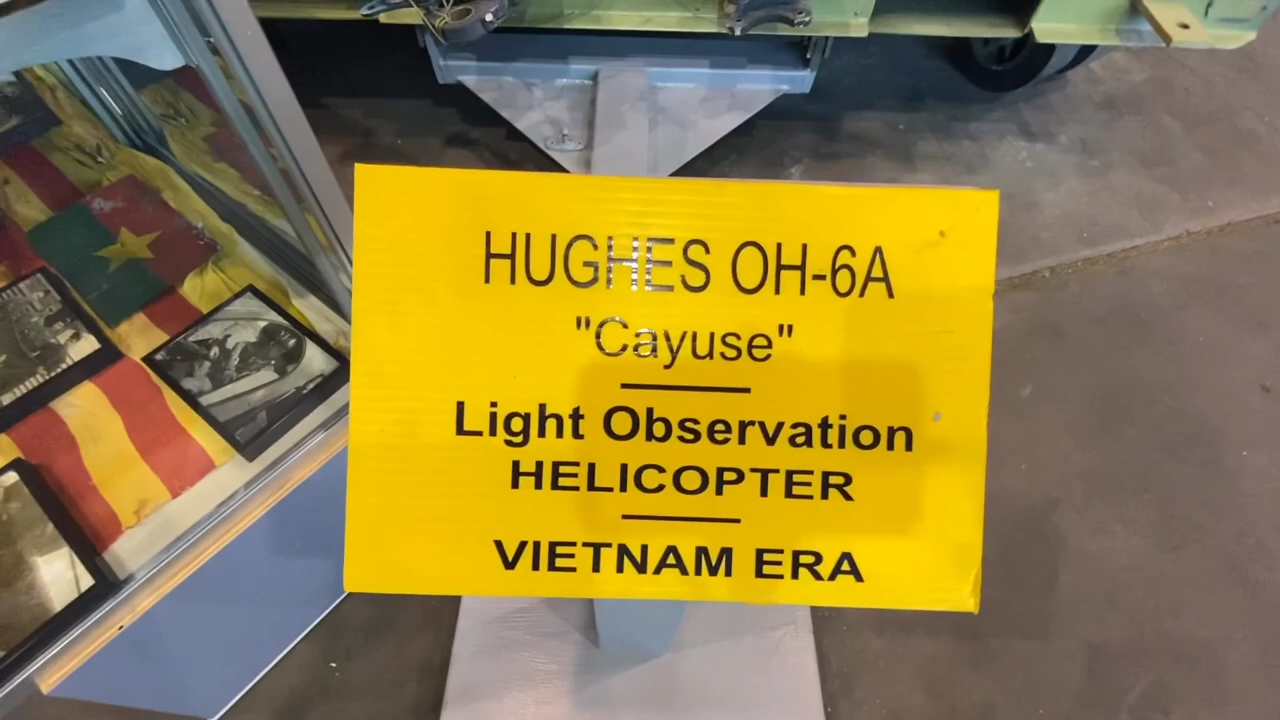 HUGHES OH-6A
"Cayuse"
Light Observation
HELICOPTER
VIETNAM ERA